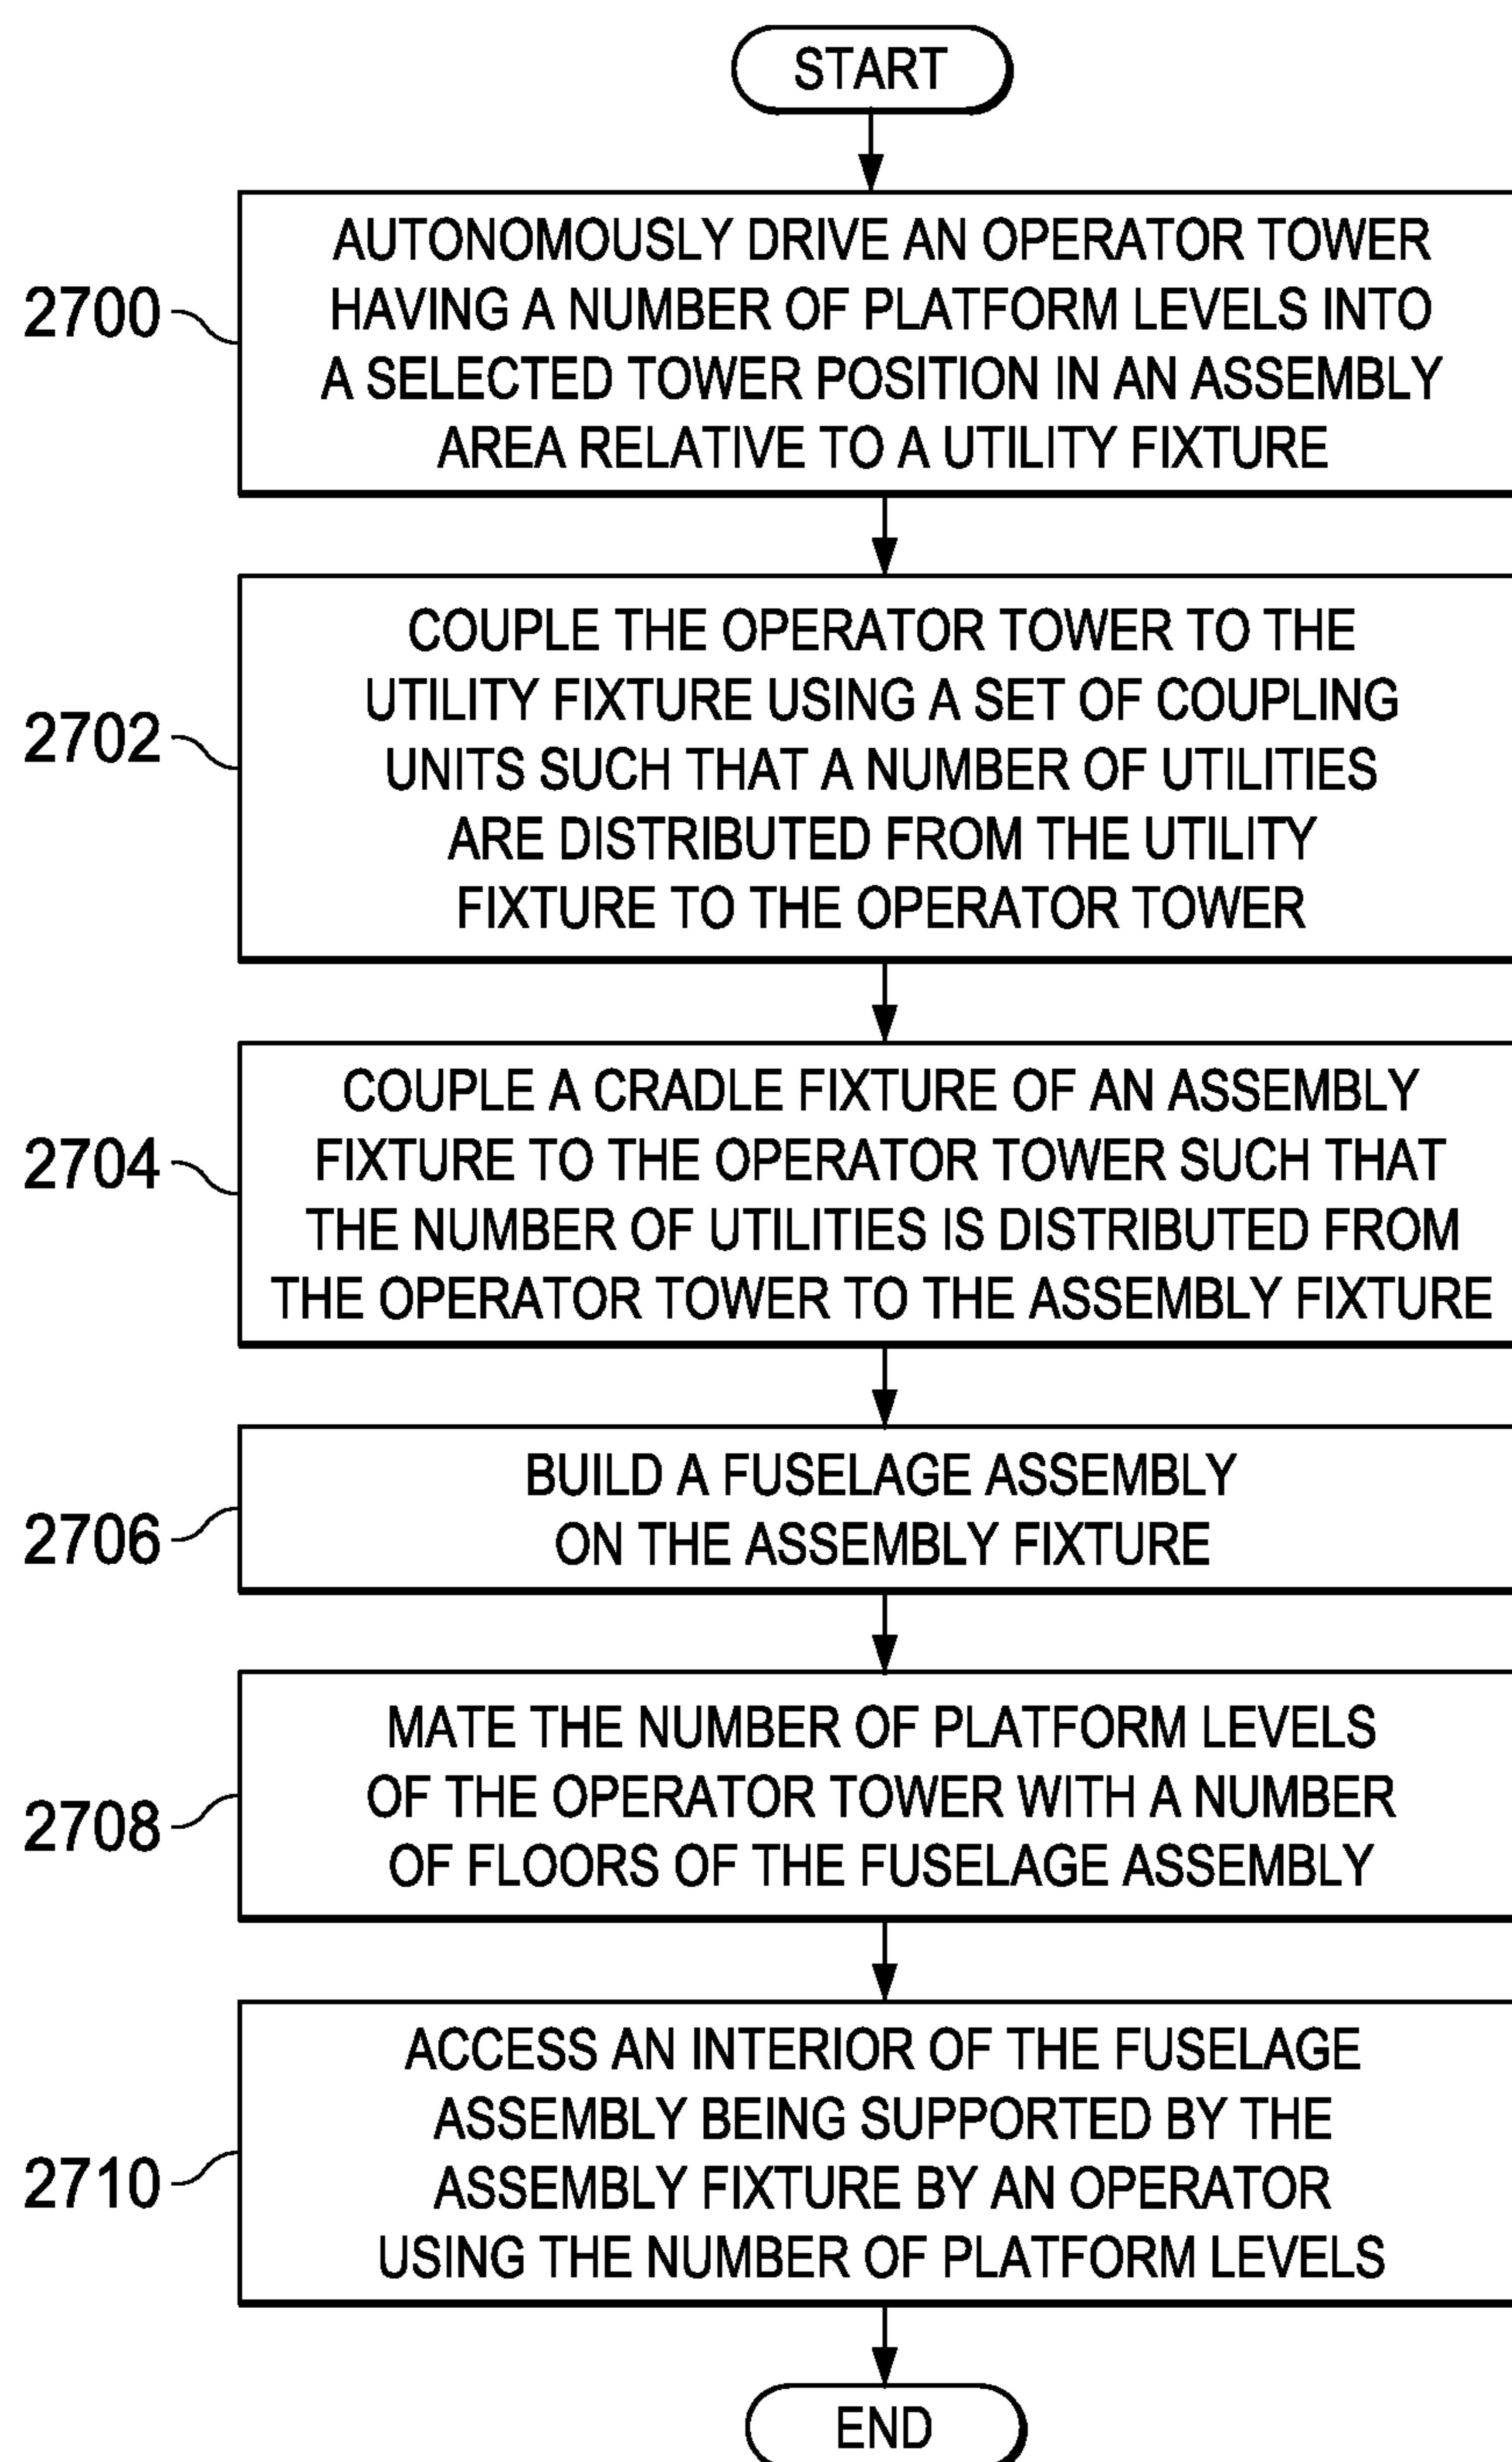 START
2700
AUTONOMOUSLY DRIVE AN OPERATOR TOWER
HAVING A NUMBER OF PLATFORM LEVELS INTO
A SELECTED TOWER POSITION IN AN ASSEMBLY
AREA RELATIVE TO A UTILITY FIXTURE
2702
COUPLE THE OPERATOR TOWER TO THE
UTILITY FIXTURE USING A SET OF COUPLING
UNITS SUCH THAT A NUMBER OF UTILITIES
ARE DISTRIBUTED FROM THE UTILITY
FIXTURE TO THE OPERATOR TOWER
2704
COUPLE A CRADLE FIXTURE OF AN ASSEMBLY
FIXTURE TO THE OPERATOR TOWER SUCH THAT
THE NUMBER OF UTILITIES IS DISTRIBUTED FROM
THE OPERATOR TOWER TO THE ASSEMBLY FIXTURE
2706
BUILD A FUSELAGE ASSEMBLY
ON THE ASSEMBLY FIXTURE
2708
MATE THE NUMBER OF PLATFORM LEVELS
OF THE OPERATOR TOWER WITH A NUMBER
OF FLOORS OF THE FUSELAGE ASSEMBLY
2710
ACCESS AN INTERIOR OF THE FUSELAGE
ASSEMBLY BEING SUPPORTED BY THE
ASSEMBLY FIXTURE BY AN OPERATOR
USING THE NUMBER OF PLATFORM LEVELS
END